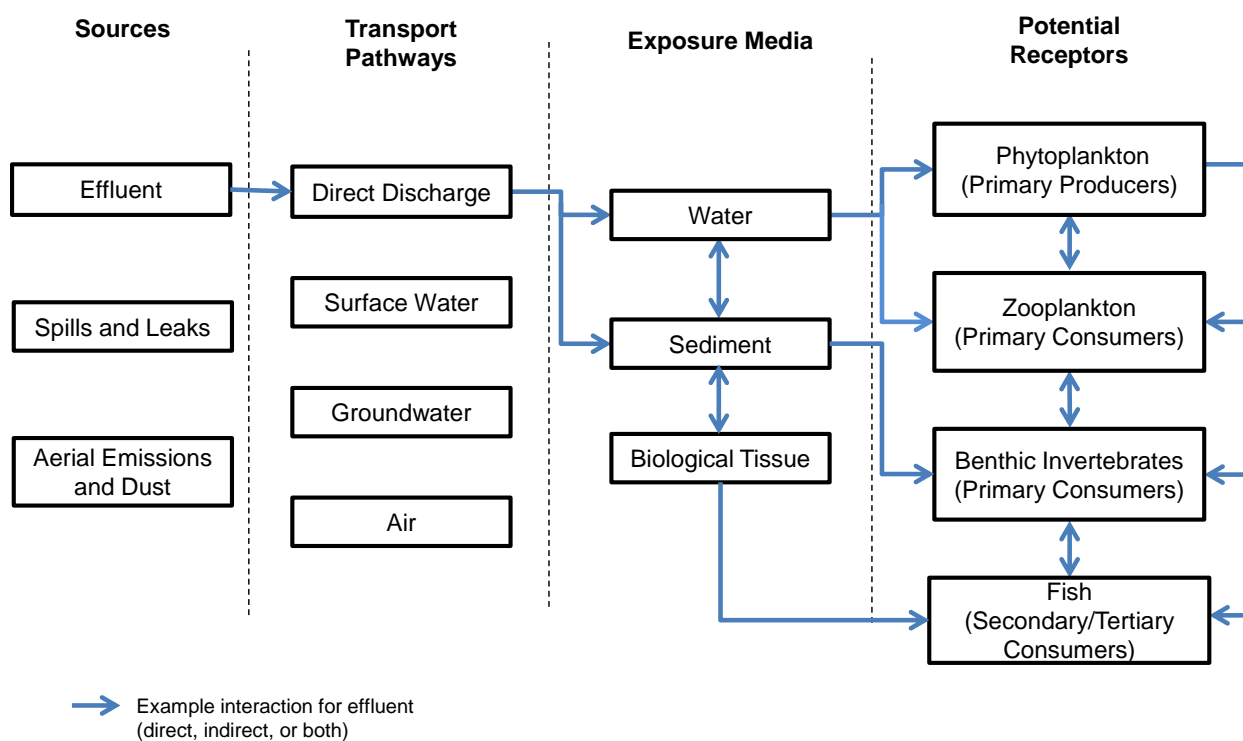 Sources
Transport
Pathways
Exposure Media
Potential
Receptors
Effluent
Spills and Leaks
Aerial Emissions
and Dust
Direct Discharge
Surface Water
Groundwater
Air
Water
Sediment
Biological Tissue
Phytoplankton
(Primary Producers)
Zooplankton
(Primary Consumers)
Benthic Invertebrates
(Primary Consumers)
Fish
(Secondary/Tertiary
Consumers)
Example interaction for effluent
(direct, indirect, or both)